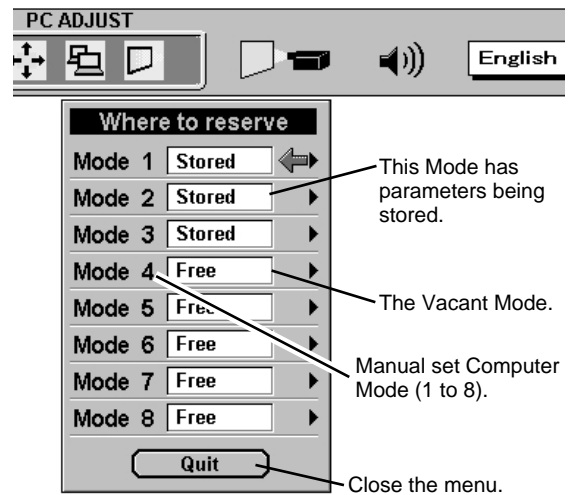 PC ADJUST
English
Where to reserve
Mode 1 Stored
Mode 2 Stored
Mode 3 Stored
Mode 4 Free
Mode 5 Free
Mode 6 Free
Mode 7 Free
Mode 8 Free
Quit
This Mode has
parameters being
stored.
The Vacant Mode.
Manual set Computer
Mode (1 to 8).
Close the menu.